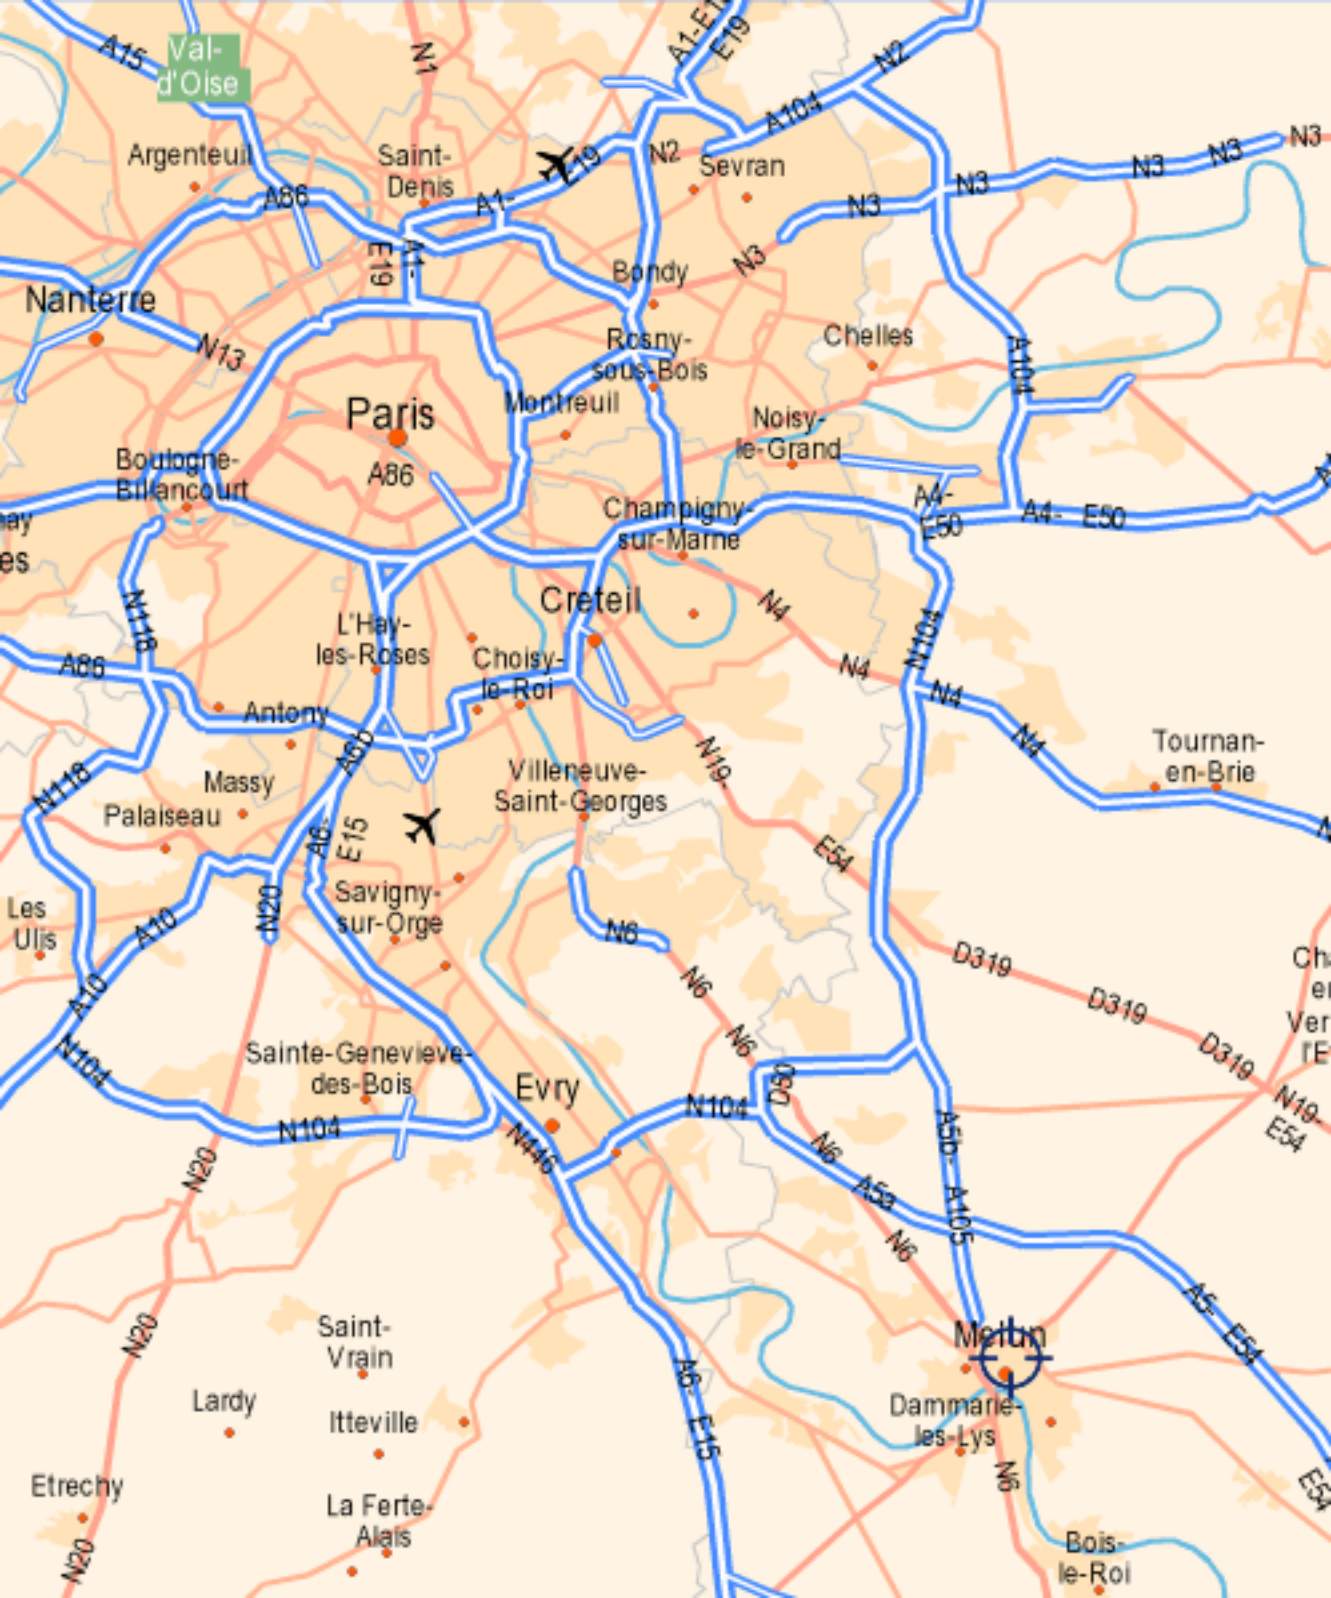 A15
Val-
d'Oise
N1
A1-E1
E19
N2
A104
Argenteuil
Saint-
Denis
E19
N2
Sevran
N3
N3
N3
N3
N3
A86
A1-
E19
A1-
Bondy
N3
Nanterre
N13
Rosny-
sous-Bois
Chelles
A104
Paris
Montreuil
Noisy-
le-Grand
Boulogne-
Billancourt
A86
Champigny-
sur-Marne
A4-
E50
A4- E50
ay
es
Creteil
N4
N118
L'Hay-
les-Roses
Choisy-
le-Roi
N104
N4
N4
A86
Antony
A6b
N4
Tournan-
en-Brie
N118
Massy
Palaiseau
Villeneuve-
Saint-Georges
N19-
E54
A6-
E15
Les
Ulis
A10
N20
Savigny-
sur-Orge
N6
D319
D319
D319
N6
A10
N6
N104
Sainte-Genevieve-
des-Bois
Evry
D50
N104
N104
N446
N6
A5b- A105
N19-
E54
N20
A5a
N6
A5- E54
N20
Saint-
Vrain
Melun
Lardy
Itteville
A6- E15
Dammarie-
les-Lys
Etrechy
La Ferte-
Alais
N6
E54
N20
Bois-
le-Roi